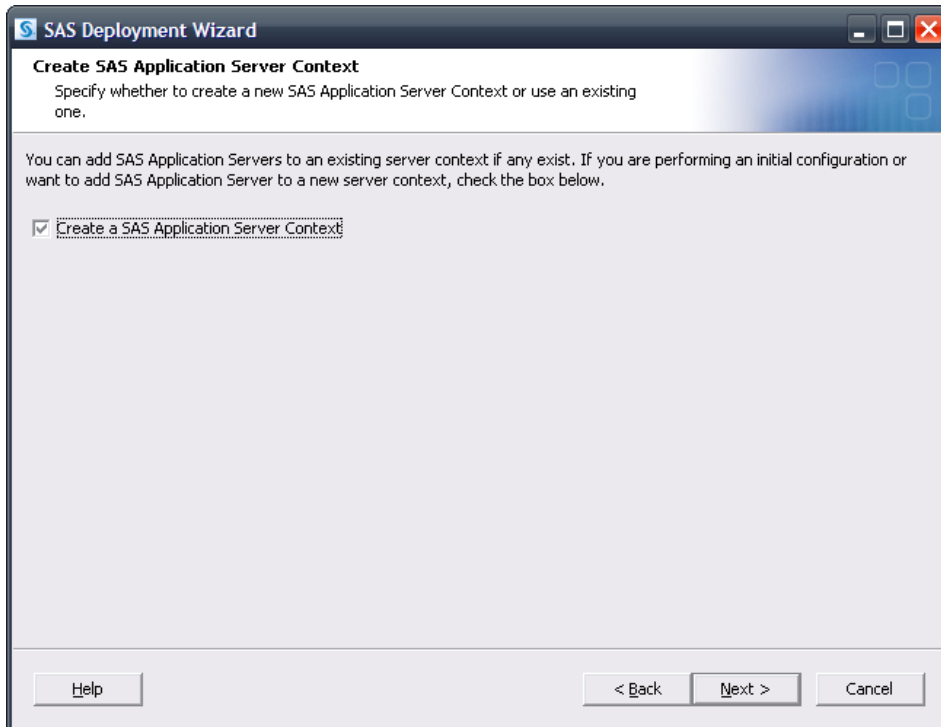 SAS Deployment Wizard
Create SAS Application Server Context
Specify whether to create a new SAS Application Server Context or use an existing
one.
You can add SAS Application Servers to an existing server context if any exist. If you are performing an initial configuration or
want to add SAS Application Server to a new server context, check the box below.
Create a SAS Application Server Context
Help
< Back
Next >
Cancel